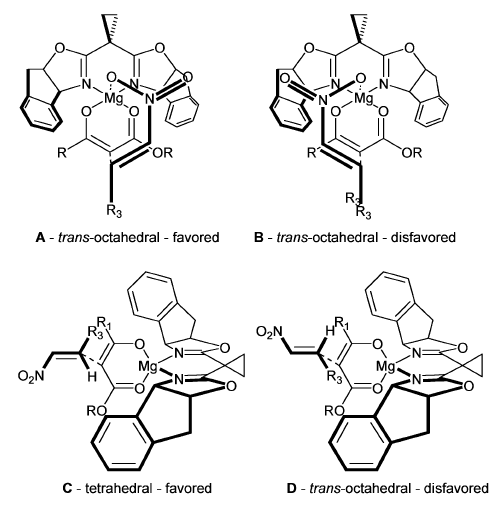 O O
N N
O Mg O
N
O O
R OR
R3
A - trans-octahedral - favored
O O
N N
O O Mg
N
O O
R OR
R3
R3
B - trans-octahedral - disfavored
R1
R3 O
O2N H
Mg N O
N O
O
RO
C - tetrahedral - favored
R1
H O
O2N R3
Mg N O
N O
O
RO
D - trans-octahedral - disfavored